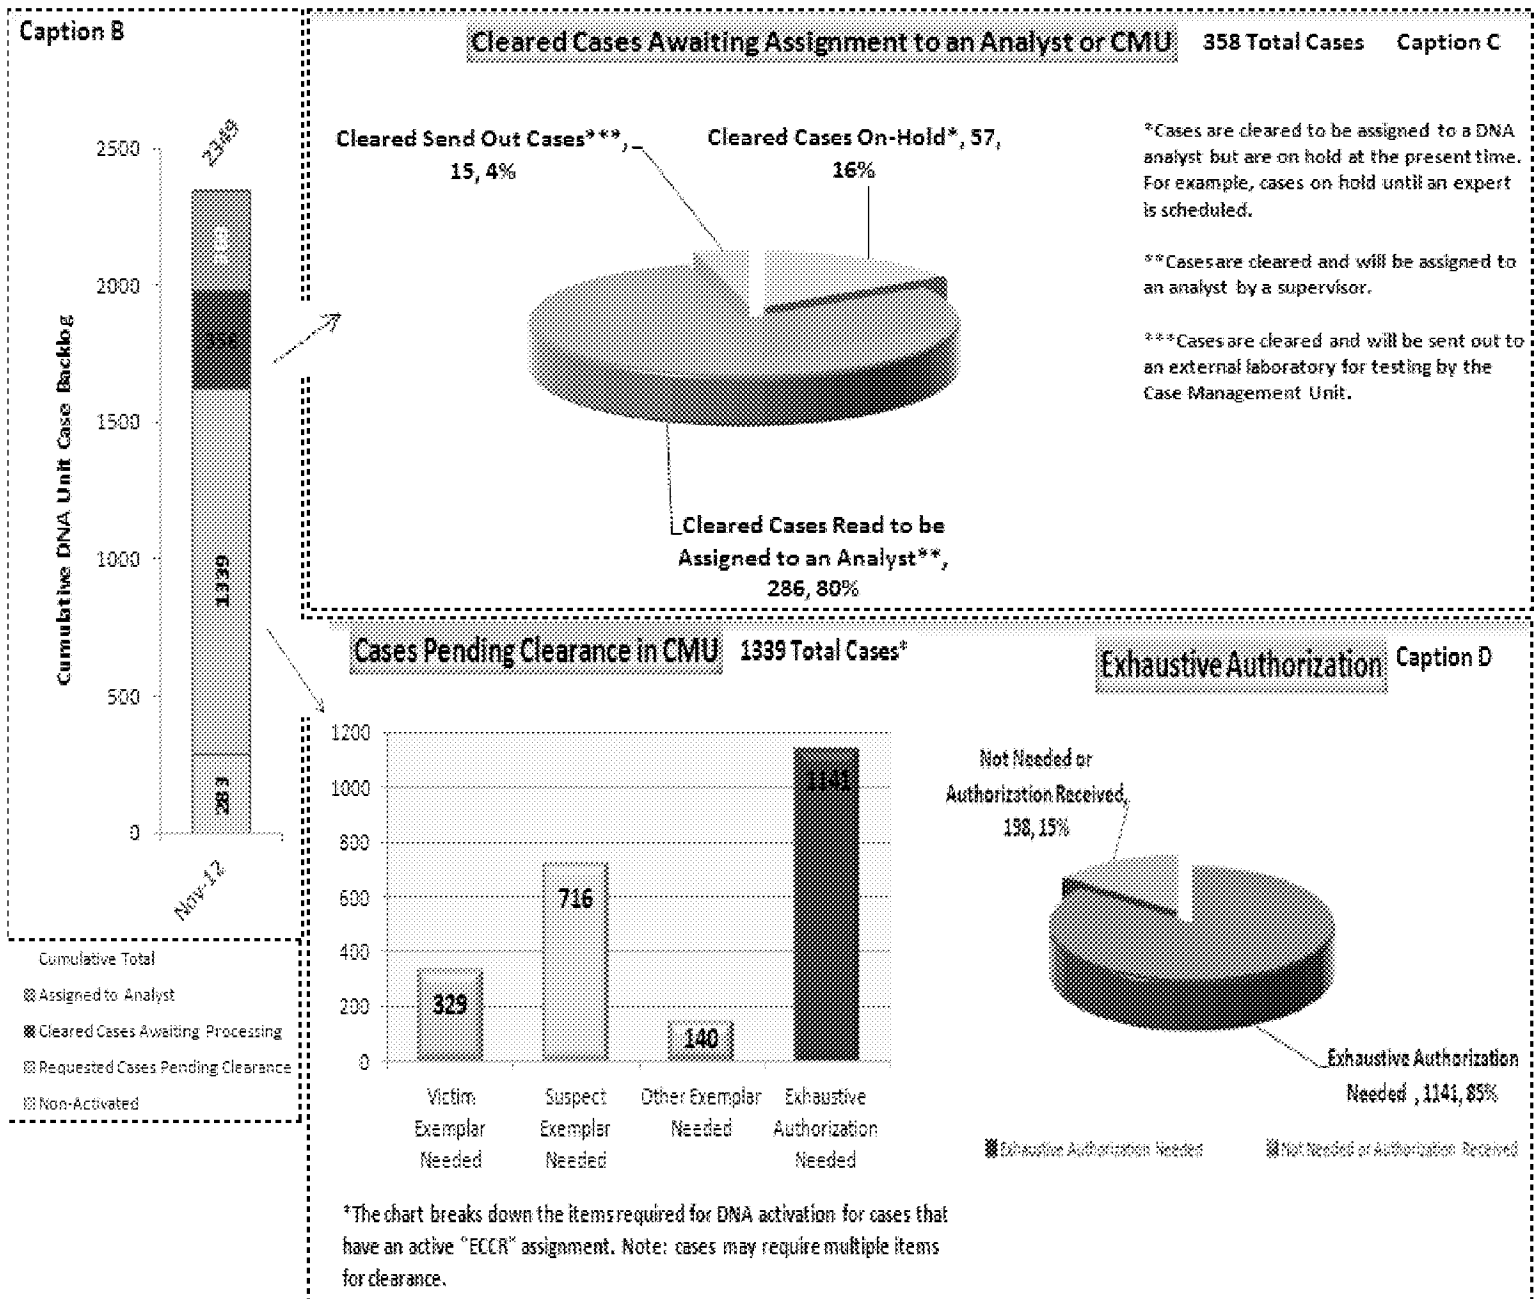 Caption B
2349
2500
2000
1500
1000
500
0
358
1339
283
Cumulative DNA Unit Case Backlog
Nov-12
Cumulative Total
Assigned to Analyst
Cleared Cases Awaiting Processing
Requested Cases Pending Clearance
Non-Activated
Cleared Cases Awaiting Assignment to an Analyst or CMU 358 Total Cases Caption C
Cleared Send Out Cases***,
15, 4%
Cleared Cases On-Hold*, 57,
16%
Cleared Cases Read to be
Assigned to an Analyst**,
286, 80%
*Cases are cleared to be assigned to a DNA
analyst but are on hold at the present time.
For example, cases on hold until an expert
is scheduled.
**Cases are cleared and will be assigned to
an analyst by a supervisor.
***Cases are cleared and will be sent out to
an external laboratory for testing by the
Case Management Unit.
Cases Pending Clearance in CMU 1339 Total Cases*
1200
1000
800
600
400
200
0
329
716
140
1141
Victim
Exemplar
Needed
Suspect
Exemplar
Needed
Other Exemplar
Needed
Exhaustive
Authorization
Needed
*The chart breaks down the items required for DNA activation for cases that
have an active "ECCR" assignment. Note: cases may require multiple items
for clearance.
Exhaustive Authorization Caption D
Not Needed or
Authorization Received,
198, 15%
Exhaustive Authorization
Needed , 1141, 85%
Exhaustive Authorization Needed
Not Needed or Authorization Received